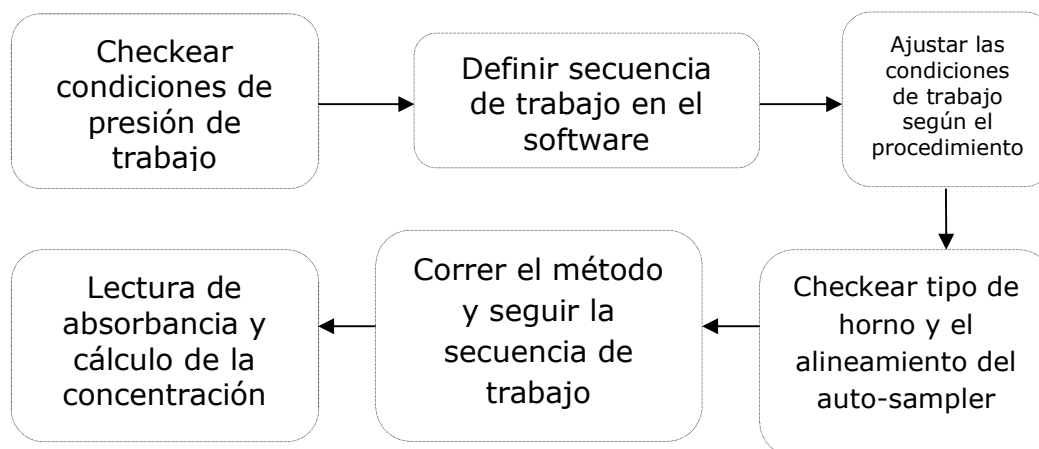 Checkear
condiciones de
presión de
trabajo
Definir secuencia
de trabajo en el
software
Ajustar las
condiciones
de trabajo
según el
procedimiento
Checkear tipo de
horno y el
alineamiento del
auto-sampler
Correr el método
y seguir la
secuencia de
trabajo
Lectura de
absorbancia y
cálculo de la
concentración